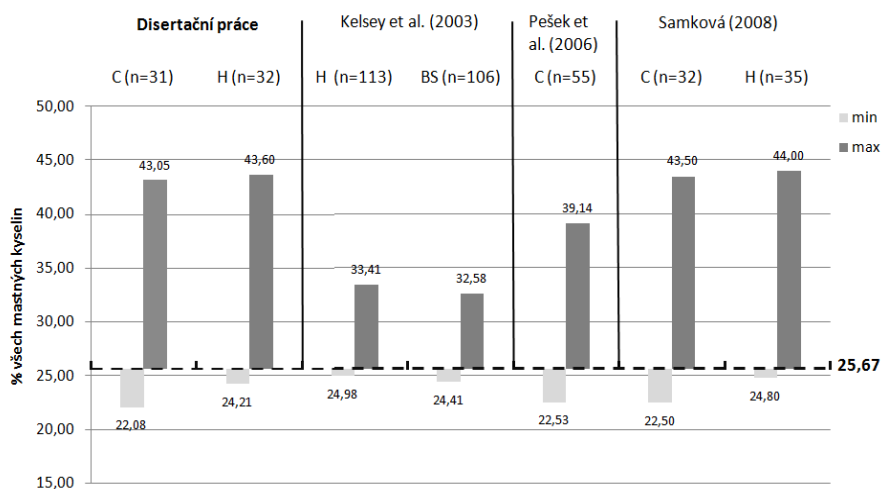 Disertační práce
Kelsey et al. (2003)
Pešek et
al. (2006)
Samková (2008)
C (n=31)
H (n=32)
H (n=113)
BS (n=106)
C (n=55)
C (n=32)
H (n=35)
% všech mastných kyselin
50,00
45,00
40,00
35,00
30,00
25,00
20,00
15,00
43,05
43,60
33,41
32,58
39,14
43,50
44,00
22,08
24,21
24,98
24,41
22,53
22,50
24,80
25,67
min
max